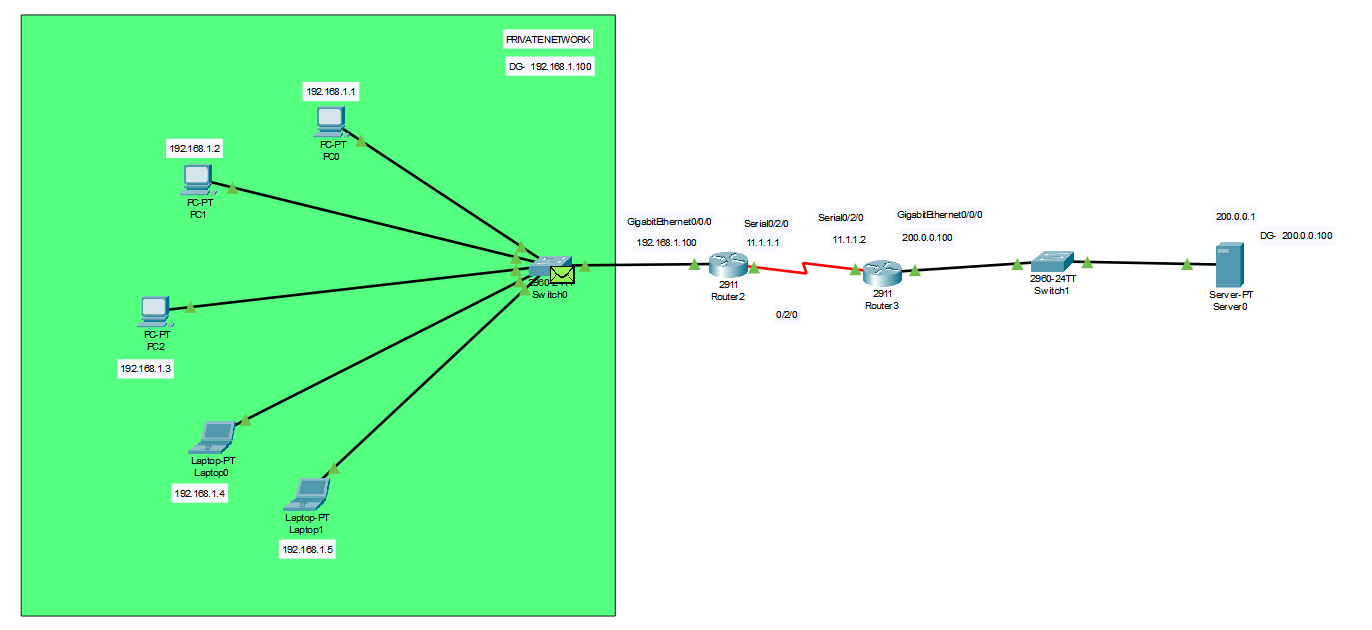 PRIVATE NETWORK
DG- 192.168.1.100
192.168.1.1
PC-PT
PC0
192.168.1.2
PC-PT
PC1
PC-PT
PC2
192.168.1.3
Laptop-PT
Laptop0
192.168.1.4
Laptop-PT
Laptop1
192.168.1.5
2960-24TT
Switch0
GigabitEthernet0/0/0
192.168.1.100
Serial0/2/0
11.1.1.1
2911
Router2
0/2/0
Serial0/2/0
11.1.1.2
GigabitEthernet0/0/0
200.0.0.100
2911
Router3
2960-24TT
Switch1
200.0.0.1
DG- 200.0.0.100
Server-PT
Server0